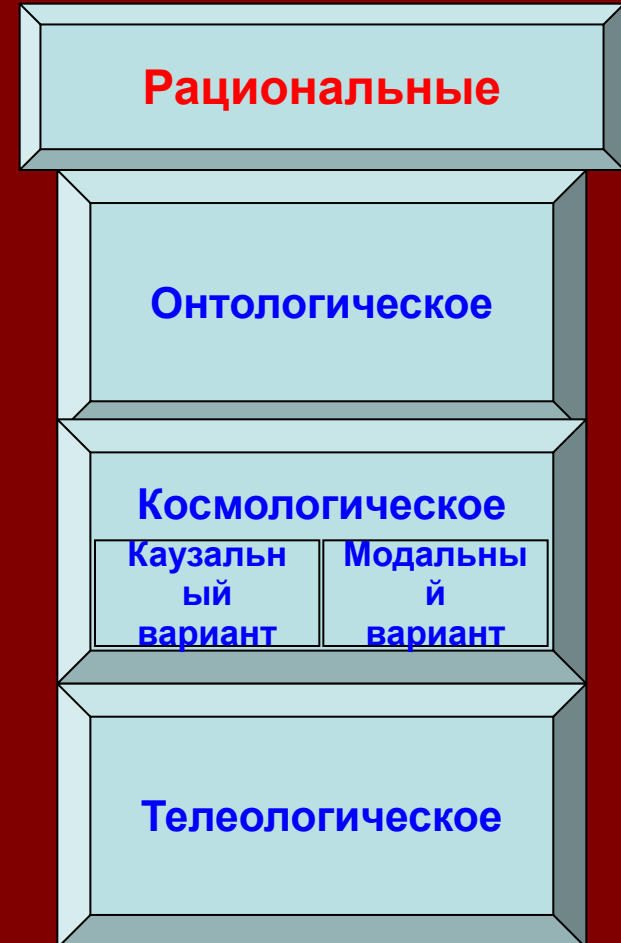 Рациональные
Онтологическое
Космологическое
Каузальн
ый
вариант
Модальны
й
вариант
Телеологическое